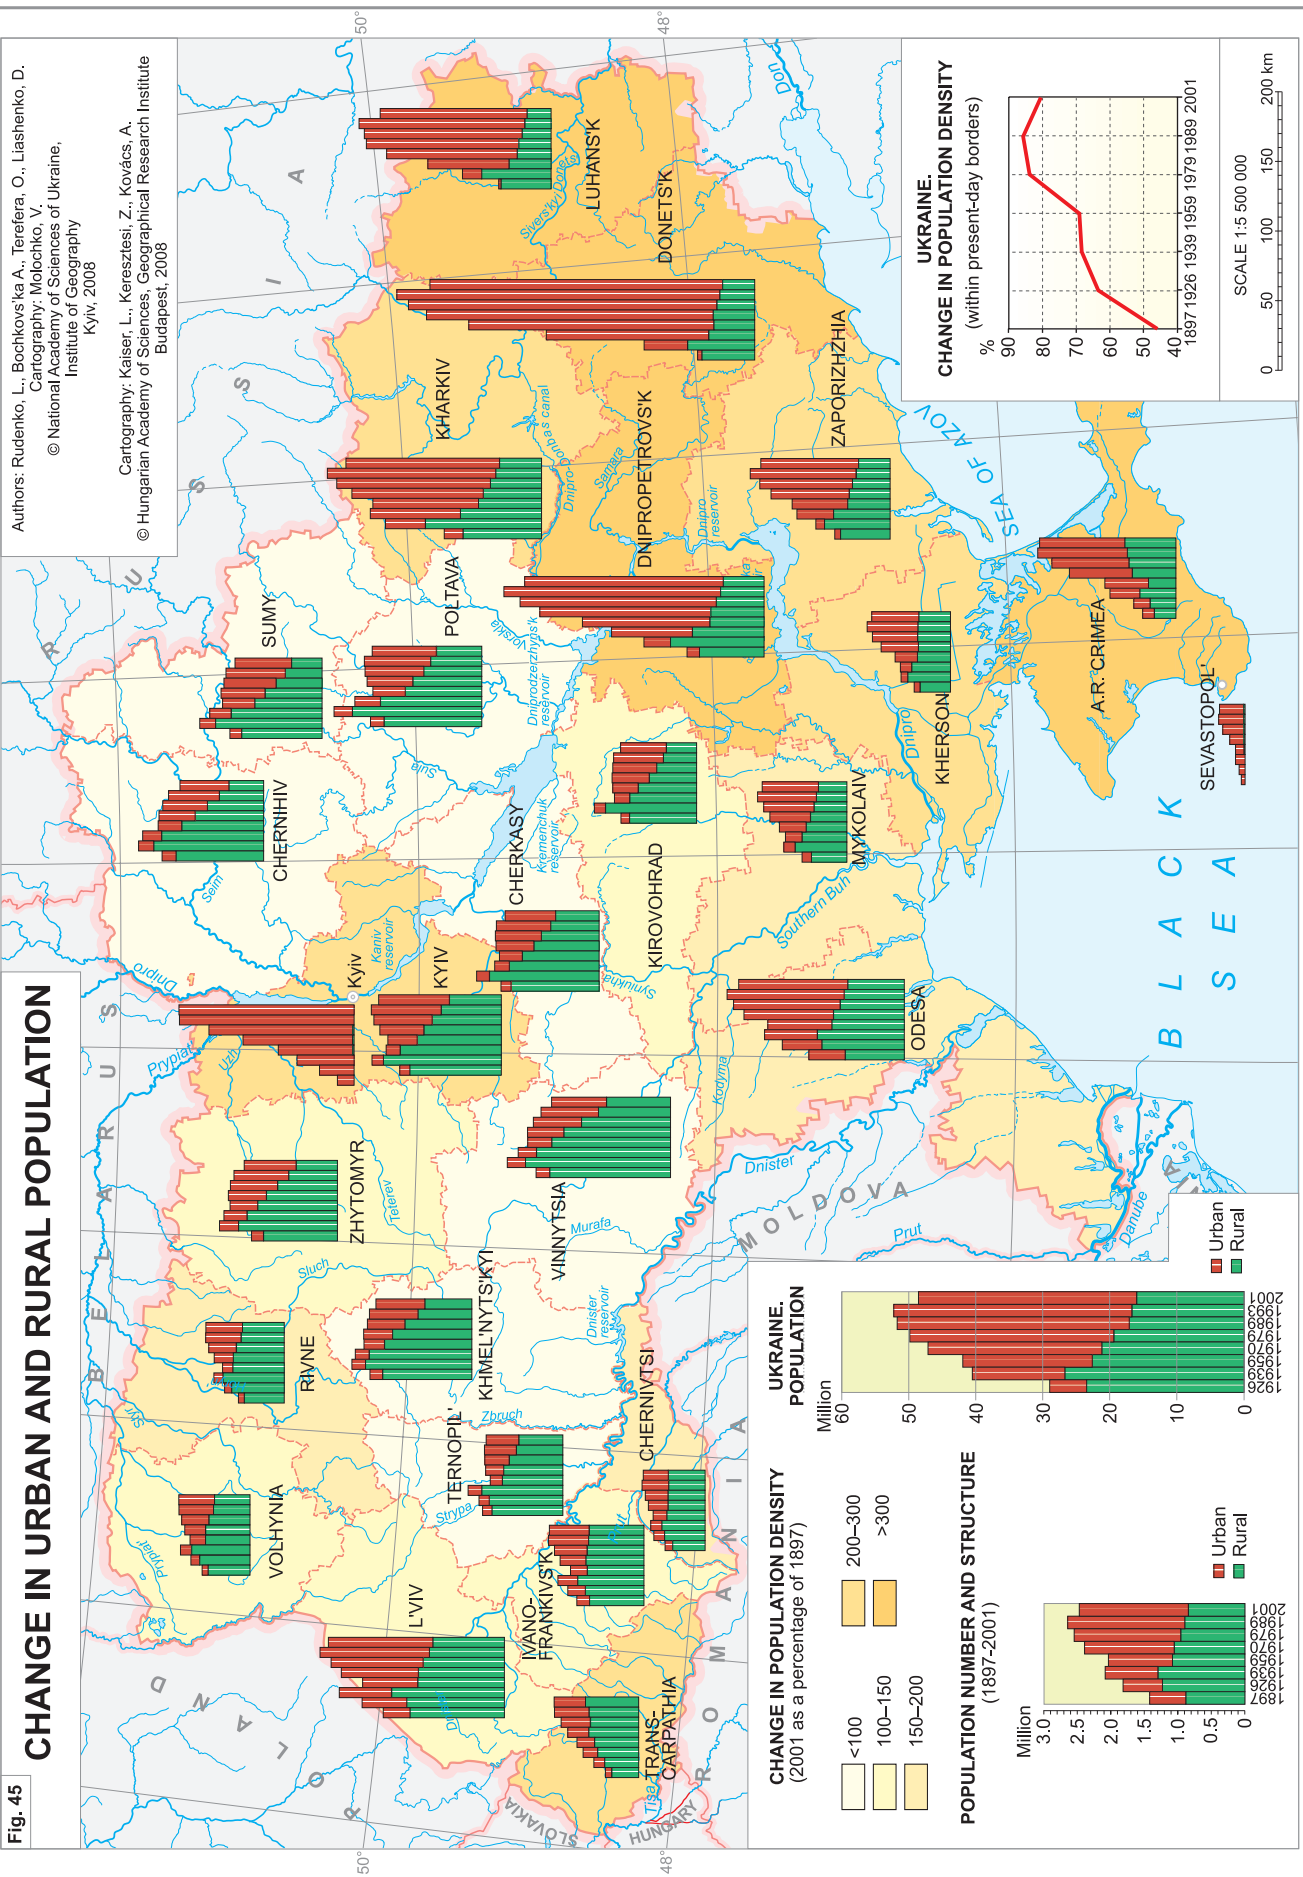 Fig. 45
CHANGE IN URBAN AND RURAL POPULATION
Authors: Rudenko, L., Bochkovs'ka A., Terefera, O., Liashenko, D.
Cartography: Molochko, V.
© National Academy of Sciences of Ukraine,
Institute of Geography
Kyiv, 2008
Cartography: Kaiser, L., Keresztesi, Z., Kovács, A.
© Hungarian Academy of Sciences, Geographical Research Institute
Budapest, 2008
50°
48°
50°
48°
BELARUS
RUSSIA
POLAND
SLOVAKIA
HUNGARY
ROMANIA
MOLDOVA
BLACK
SEA
SEA OF AZOV
VOLHYNIA
RIVNE
ZHYTOMYR
Kyiv
KYIV
CHERNIHIV
SUMY
L'VIV
TERNOPIL'
KHMEL'NYTS'KYI
VINNYTSIA
CHERKASY
POLTAVA
KHARKIV
LUHANS'K
TRANS-
CARPATHIA
IVANO-
FRANKIVS'K
CHERNIVTSI
KIROVOHRAD
DNIPROPETROVS'K
DONETS'K
ODESA
MYKOLAIV
KHERSON
ZAPORIZHZHIA
A.R. CRIMEA
SEVASTOPOL'
Prypiat'
Styr
Sluch
Teterev
Uzh
Prypiat'
Dnipro
Seim
Kaniv
reservoir
Sula
Vorskla
Kremenchuk
reservoir
Dniprodzerzhyns'k
reservoir
Dnipro-Donbas canal
Samara
Dnipro
reservoir
Sivers'kyi Donets'
Don
Strypa
Zbruch
Dnister
reservoir
Murafa
Dnister
Prut
Prut
Tisa
Danube
Kodyma
Syniukha
Southern Buh
Dnipro
CHANGE IN POPULATION DENSITY
(2001 as a percentage of 1897)
<100
100–150
150–200
200–300
>300
POPULATION NUMBER AND STRUCTURE
(1897-2001)
Million
3.0
2.5
2.0
1.5
1.0
0.5
0
1897
1926
1939
1959
1970
1979
1989
2001
Urban
Rural
UKRAINE.
POPULATION
Million
60
50
40
30
20
10
0
1926
1939
1959
1970
1979
1989
1993
2001
Urban
Rural
UKRAINE.
CHANGE IN POPULATION DENSITY
(within present-day borders)
%
90
80
70
60
50
40
1897 1926 1939 1959 1979 1989 2001
SCALE 1:5 500 000
0 50 100 150 200 km